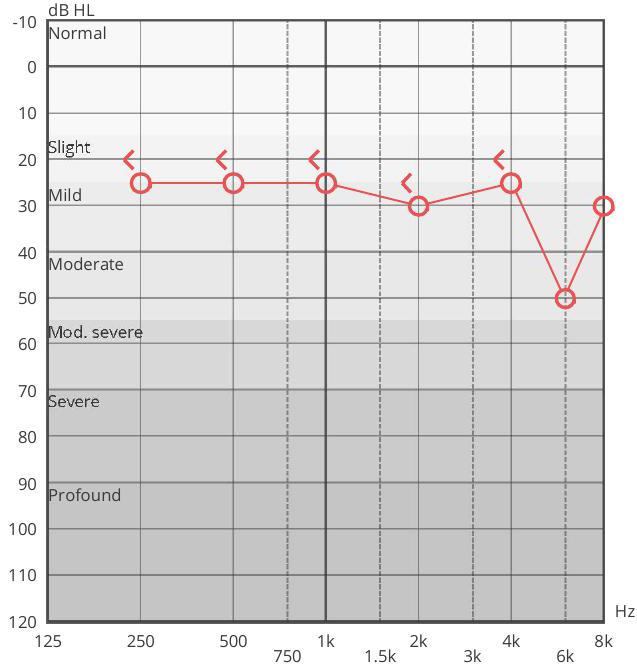 dB HL
-10
Normal
0
10
Slight
20
Mild
30
40
Moderate
50
Mod. severe
60
70
Severe
80
90
Profound
100
110
120
Hz
125 250 500 1k 2k 4k 8k
750 1.5k 3k 6k